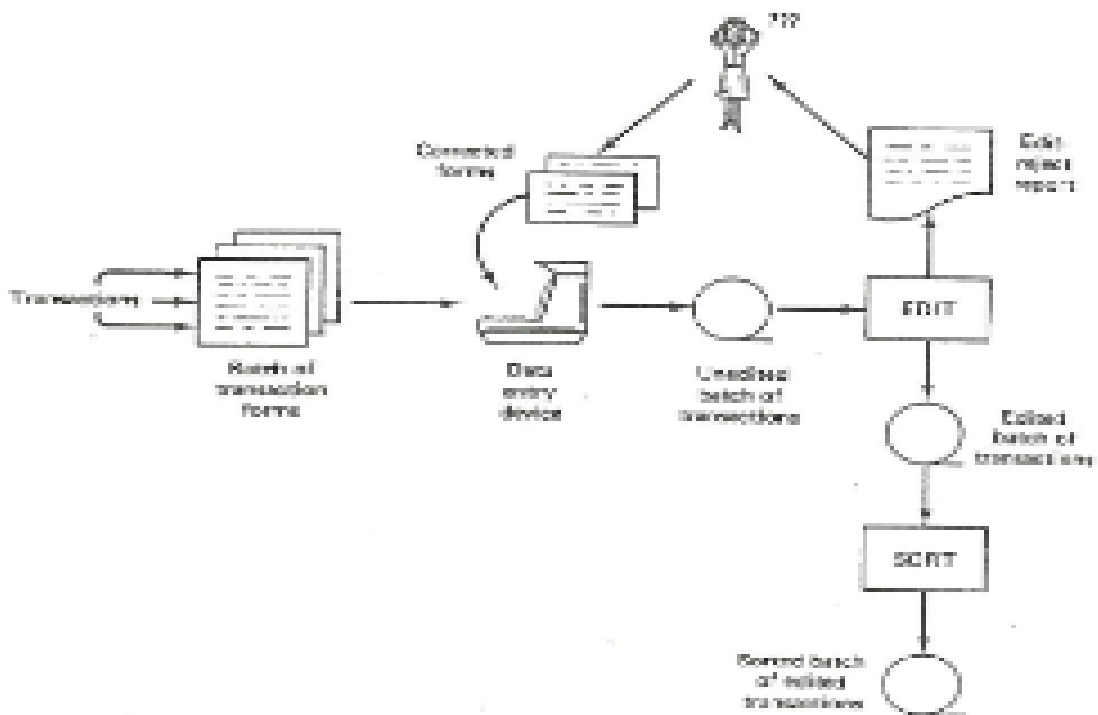 ???
Corrected
forms
Edit-
reject
report
Transactions
EDIT
Batch of
transaction
forms
Data
entry
device
Unedited
batch of
transactions
Edited
batch of
transactions
SORT
Sorted batch
of edited
transactions